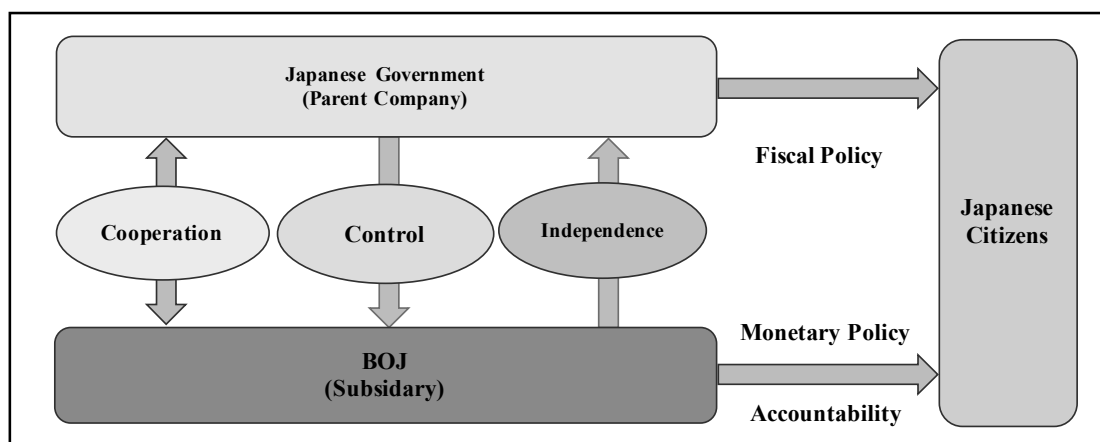 Japanese Government
(Parent Company)
Fiscal Policy
Cooperation
Control
Independence
Japanese
Citizens
BOJ
(Subsidary)
Monetary Policy
Accountability